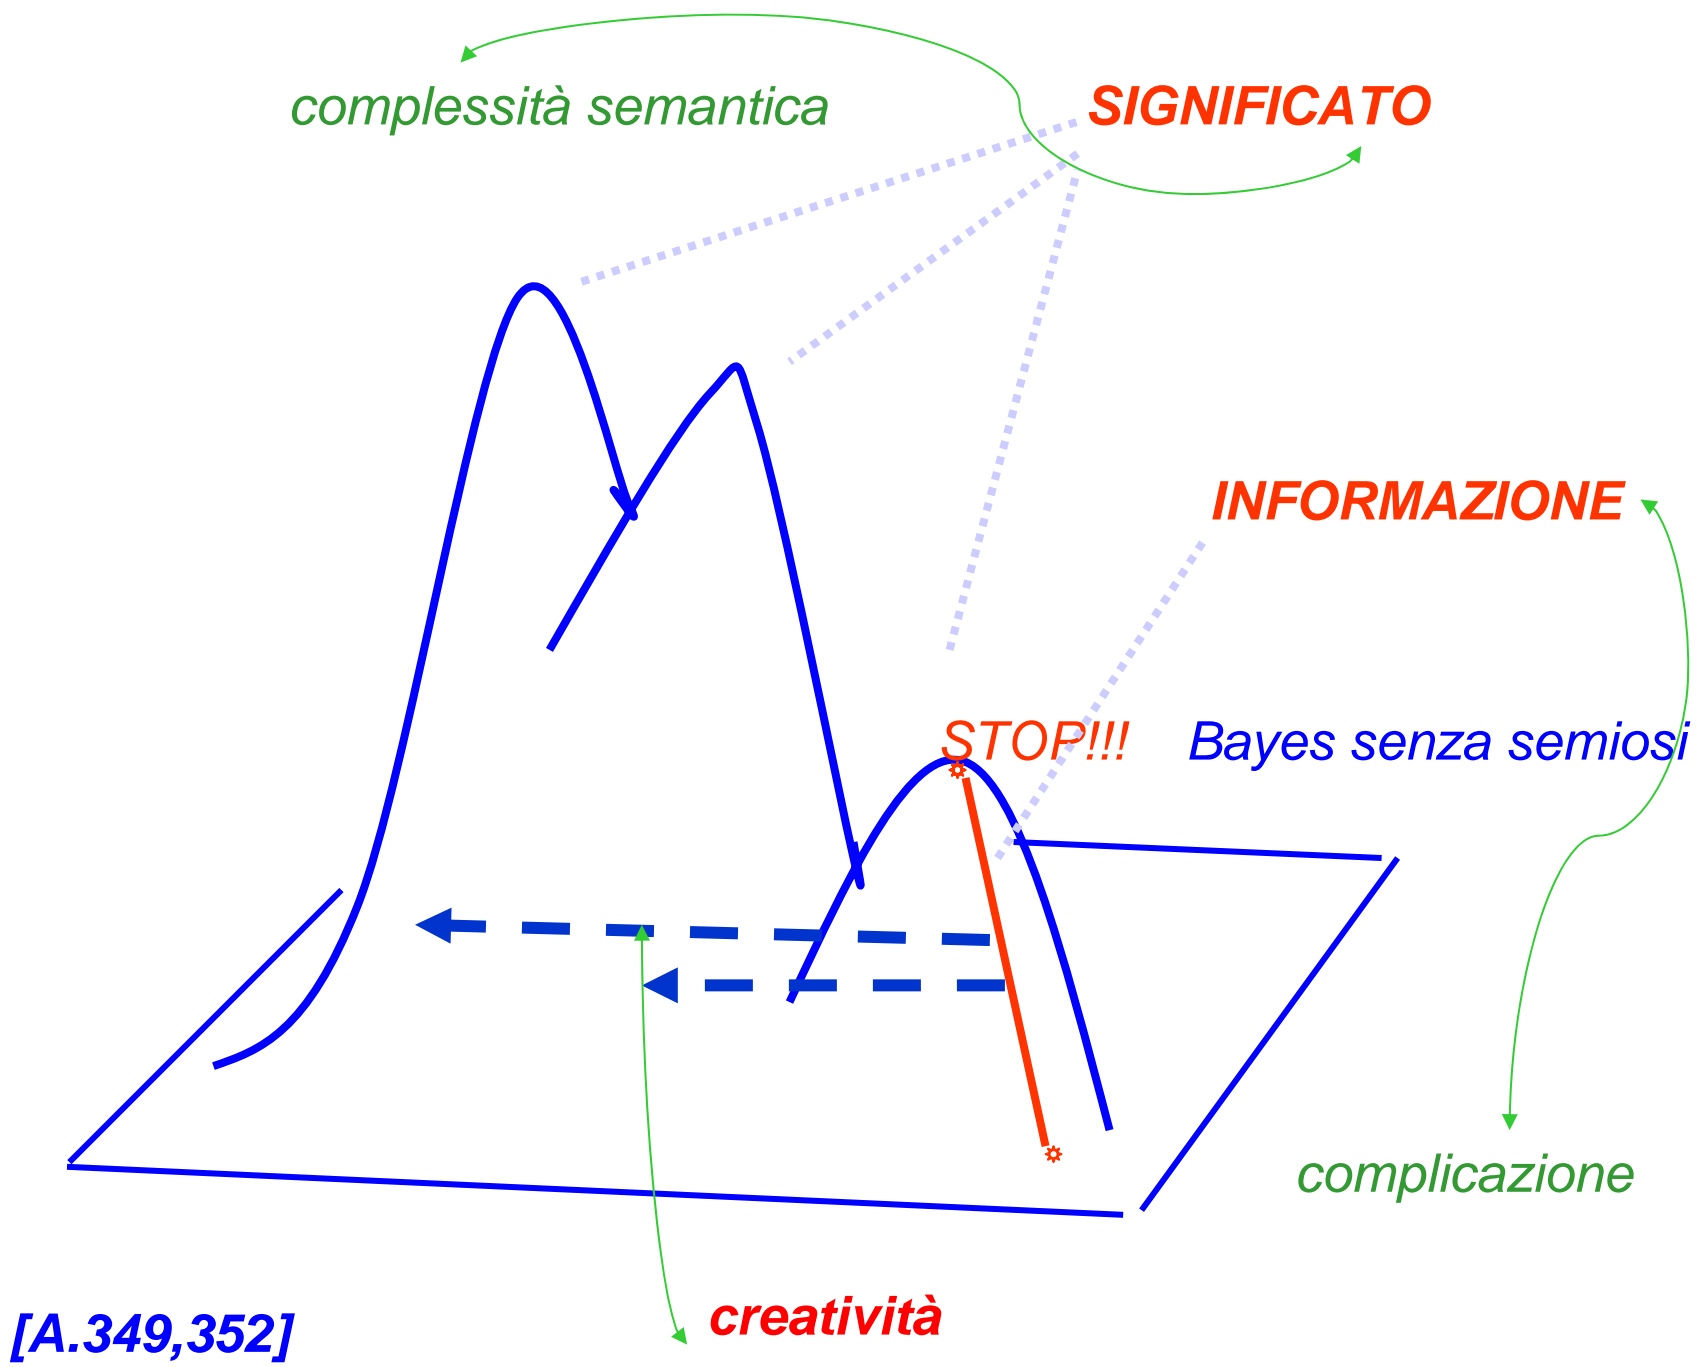 complessità semantica
SIGNIFICATO
INFORMAZIONE
STOP!!!
Bayes senza semiosi
complicazione
creatività
[A.349,352]